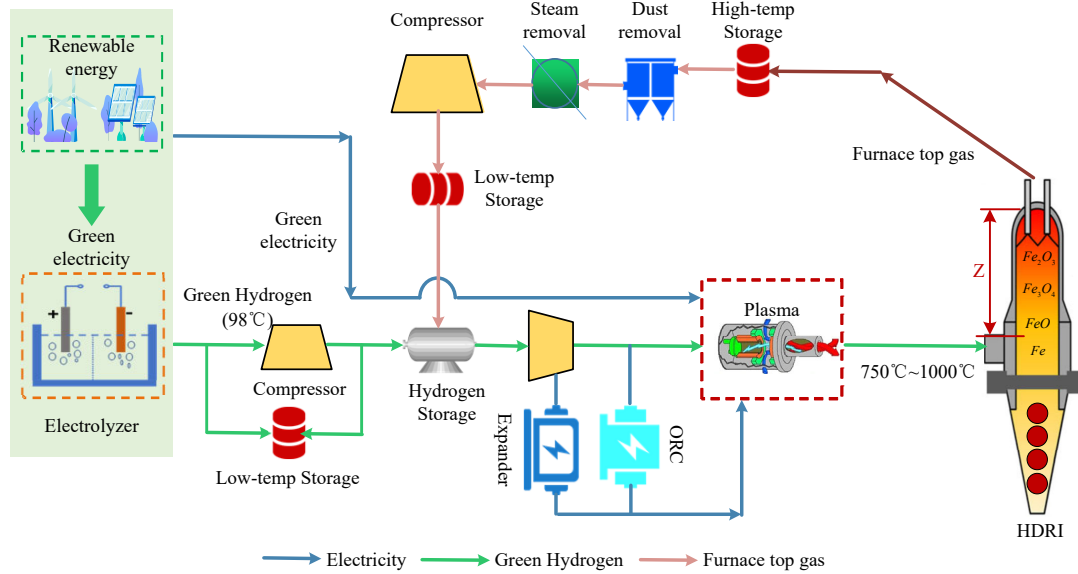 Renewable
energy
Green
electricity
+
-
Electrolyzer
Green Hydrogen
(98℃)
Compressor
Low-temp Storage
Compressor
Steam
removal
Dust
removal
High-temp
Storage
Low-temp
Storage
Green
electricity
Hydrogen
Storage
Expander
ORC
Plasma
750℃~1000℃
Furnace top gas
Z
Fe₂O₃
Fe₃O₄
FeO
Fe
HDRI
Electricity
Green Hydrogen
Furnace top gas